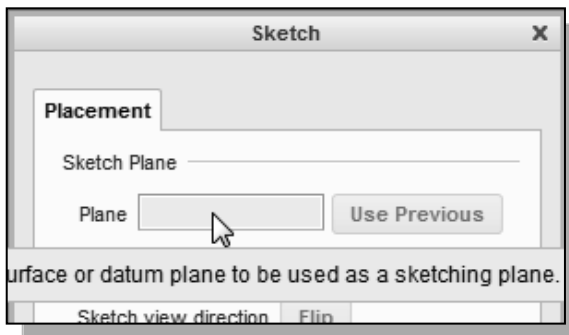 Sketch
Placement
Sketch Plane
Plane Use Previous
urface or datum plane to be used as a sketching plane.
Sketch view direction Flip